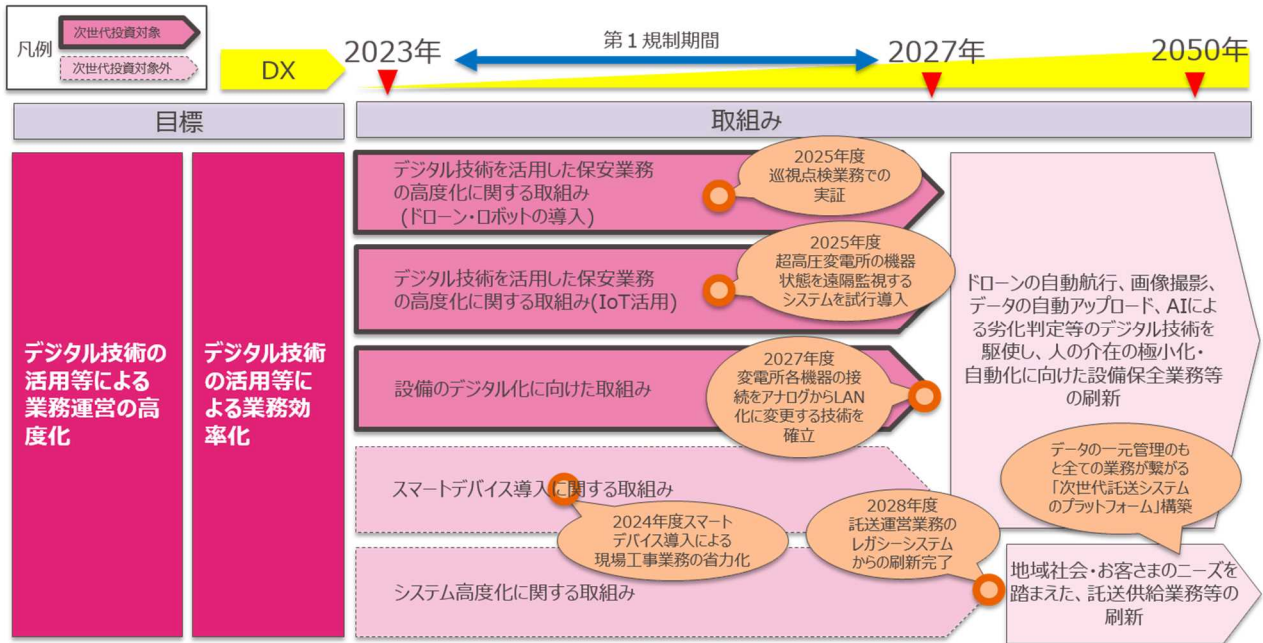 凡例
次世代投資対象
次世代投資対象外
DX
2023年
第１規制期間
2027年
2050年
目標
取組み
デジタル技術の
活用等による
業務運営の高
度化
デジタル技術
の活用等に
よる業務効
率化
デジタル技術を活用した保安業務
の高度化に関する取組み
(ドローン・ロボットの導入)
2025年度
巡視点検業務での
実証
デジタル技術を活用した保安業務
の高度化に関する取組み(IoT活用)
2025年度
超高圧変電所の機器
状態を遠隔監視する
システムを試行導入
設備のデジタル化に向けた取組み
2027年度
変電所各機器の接
続をアナログからLAN
化に変更する技術を
確立
スマートデバイス導入に関する取組み
2024年度スマート
デバイス導入による
現場工事業務の省力化
システム高度化に関する取組み
2028年度
託送運営業務の
レガシーシステム
からの刷新完了
ドローンの自動航行、画像撮影、
データの自動アップロード、AIによ
る劣化判定等のデジタル技術を
駆使し、人の介在の極小化・
自動化に向けた設備保全業務等
の刷新
データの一元管理のも
と全ての業務が繋がる
「次世代託送システム
のプラットフォーム」構築
地域社会・お客さまのニーズを
踏まえた、託送供給業務等の
刷新